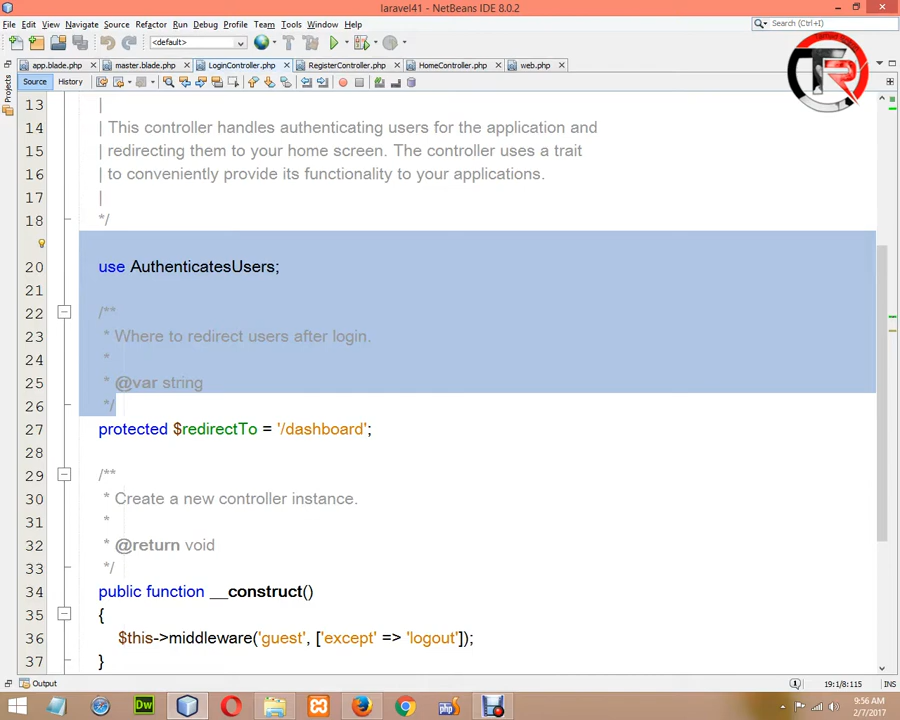 laravel41 - NetBeans IDE 8.0.2
File Edit View Navigate Source Refactor Run Debug Profile Team Tools Window Help
Search (Ctrl+I)
<default>
app.blade.php master.blade.php LoginController.php RegisterController.php HomeController.php web.php
TR
Source History
Projects
13 |
14 | This controller handles authenticating users for the application and
15 | redirecting them to your home screen. The controller uses a trait
16 | to conveniently provide its functionality to your applications.
17 |
18 */
20 use AuthenticatesUsers;
21
22 /**
23 * Where to redirect users after login.
24 *
25 * @var string
26 */
27 protected $redirectTo = '/dashboard';
28
29 /**
30 * Create a new controller instance.
31 *
32 * @return void
33 */
34 public function __construct()
35 {
36 $this->middleware('guest', ['except' => 'logout']);
37 }
Output
19:1/8:115 INS
Dw
php
9:56 AM
2/7/2017